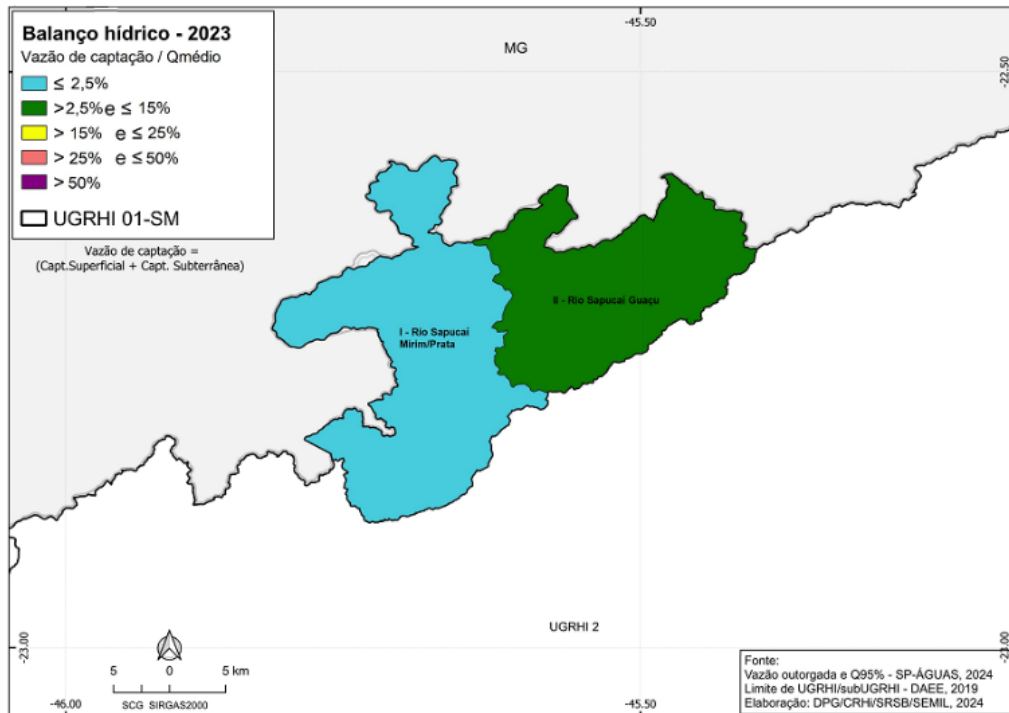 Balanço hídrico - 2023
Vazão de captação / Qmédio
≤ 2,5%
>2,5% e ≤ 15%
> 15% e ≤ 25%
> 25% e ≤ 50%
> 50%
UGRHI 01-SM
Vazão de captação =
(Capt.Superficial + Capt. Subterrânea)
-45.50
MG
-22.50
-22.50
II - Rio Sapucaí Guaçu
I - Rio Sapucaí
Mirim/Prata
UGRHI 2
-23.00
-23.00
5 0 5 km
SCG SIRGAS2000
-46.00
-45.50
Fonte:
Vazão outorgada e Q95% - SP-ÁGUAS, 2024
Limite de UGRHI/subUGRHI - DAEE, 2019
Elaboração: DPG/CRHi/SRSB/SEMIL, 2024